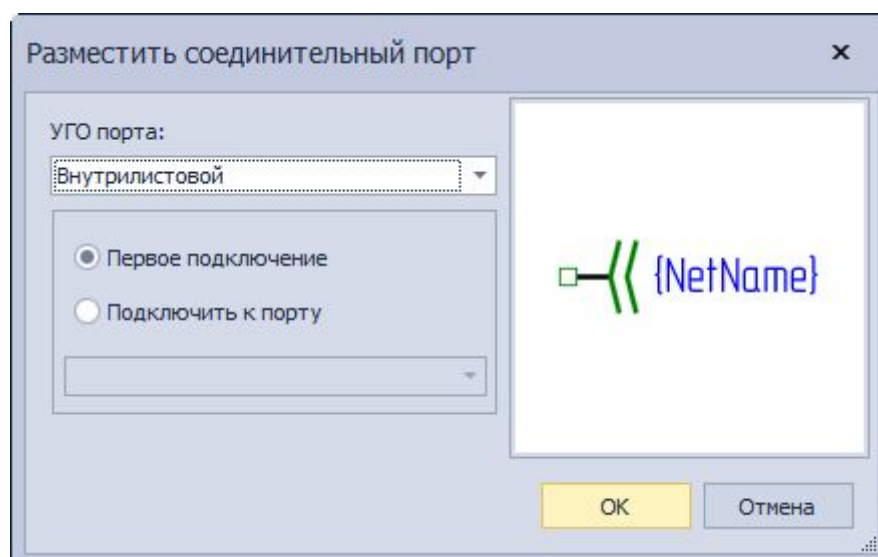 Разместить соединительный порт
УГО порта:
Внутрилистовой
Первое подключение
Подключить к порту
{NetName}
OK
Отмена